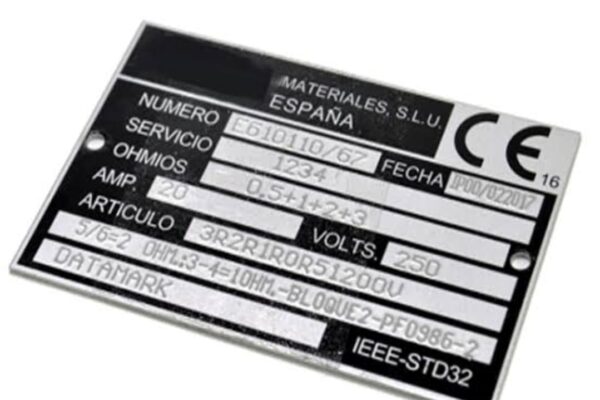 MATERIALES, S.L.U.
ESPAÑA
CE 16
NUMERO E610110/67 FECHA IP00/022017
SERVICIO 1234
OHMIOS 0.5+1+2+3
AMP. 20 VOLTS. 250
ARTICULO 3R2R1R0R51200V
5/6=2 OHM.:3-4=1OHM.-BLOQUE2-PF0986-2
DATAMARK
IEEE-STD32